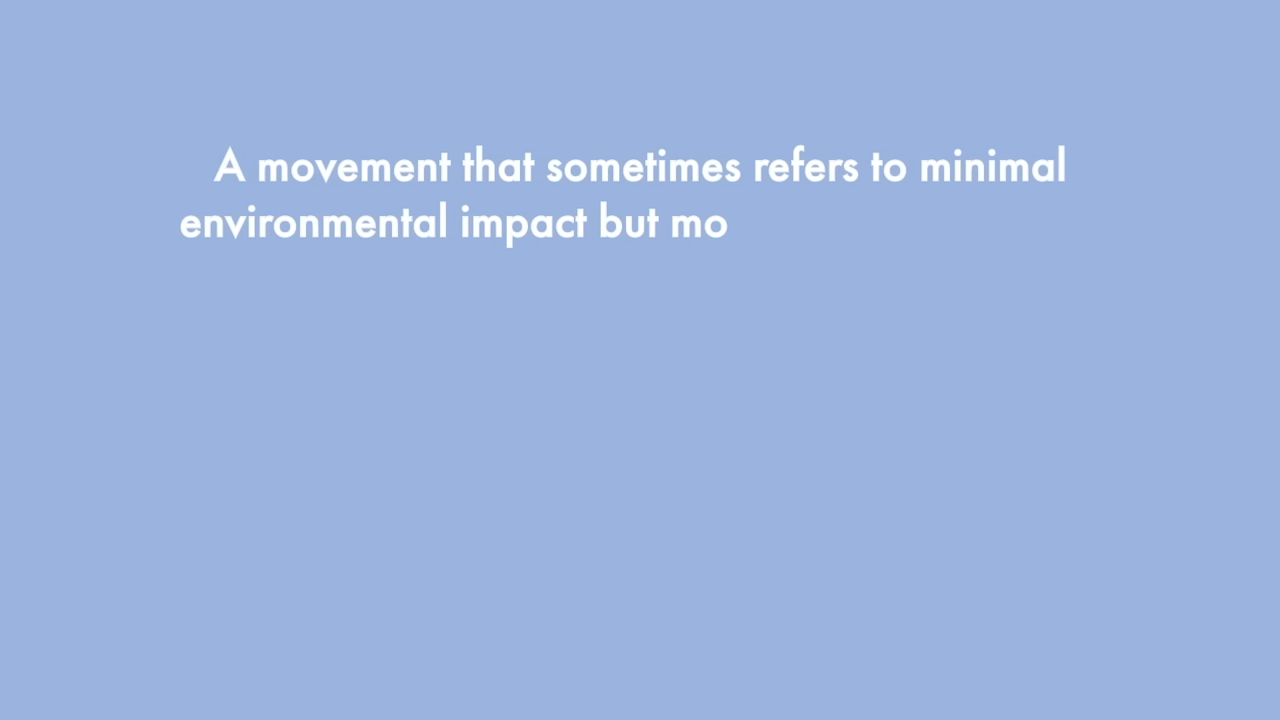 A movement that sometimes refers to minimal
environmental impact but mo